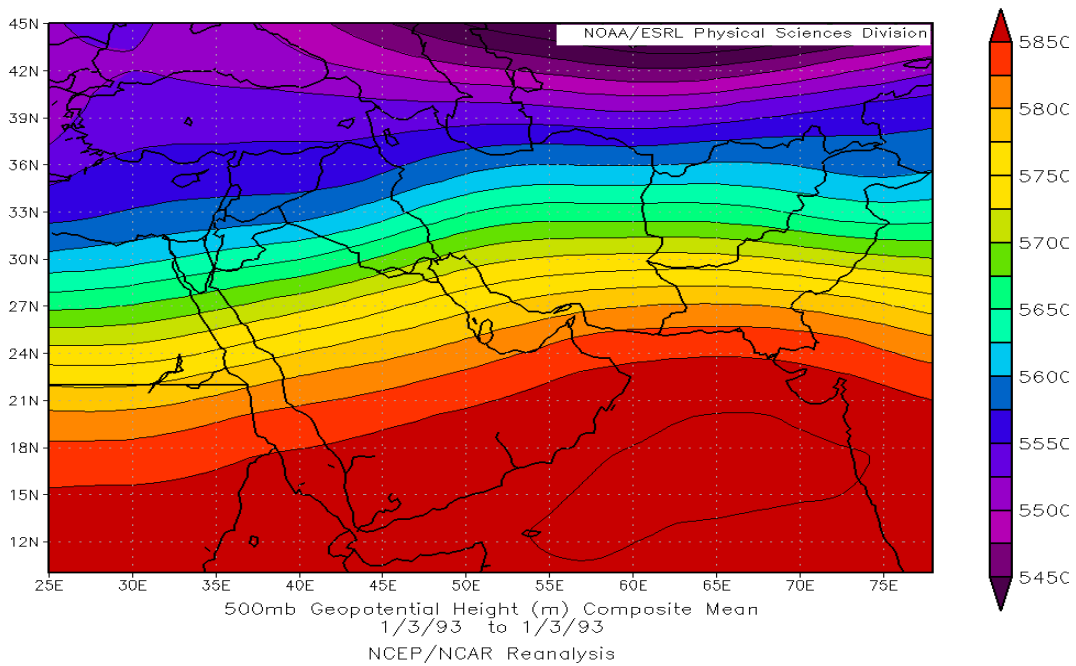 NOAA/ESRL Physical Sciences Division
45N
42N
39N
36N
33N
30N
27N
24N
21N
18N
15N
12N
25E 30E 35E 40E 45E 50E 55E 60E 65E 70E 75E
5850
5800
5750
5700
5650
5600
5550
5500
5450
500mb Geopotential Height (m) Composite Mean
1/3/93 to 1/3/93
NCEP/NCAR Reanalysis